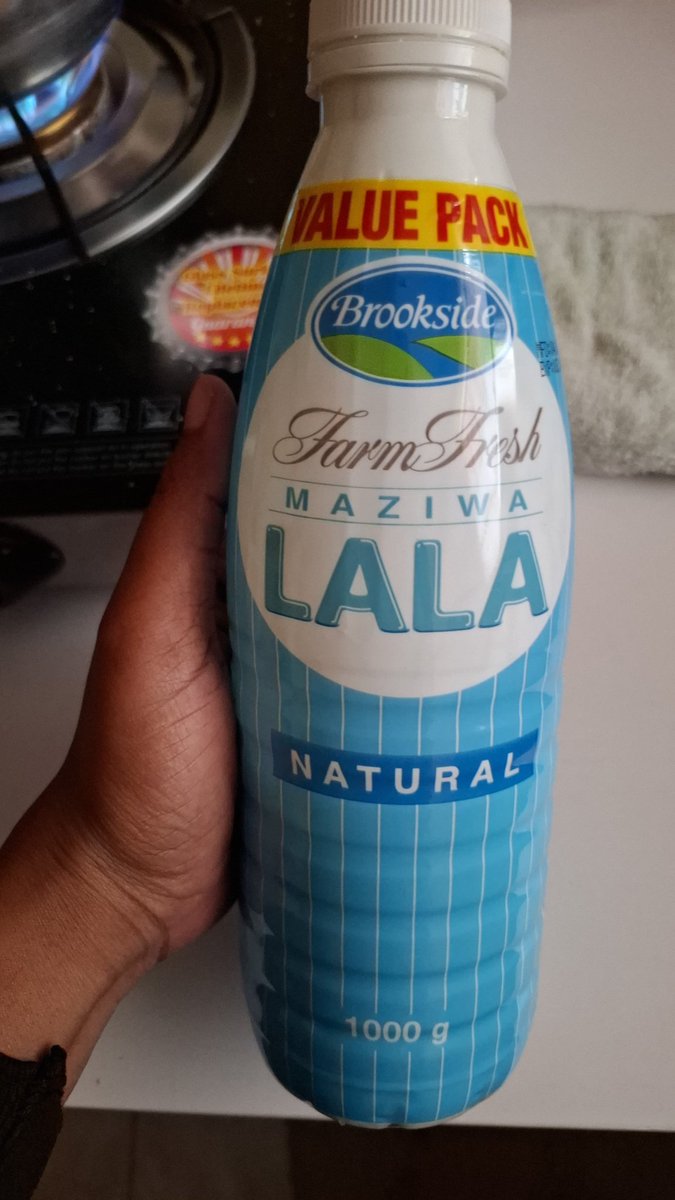 VALUE PACK
Brookside
Farm Fresh
MAZIWA
LALA
NATURAL
1000 g